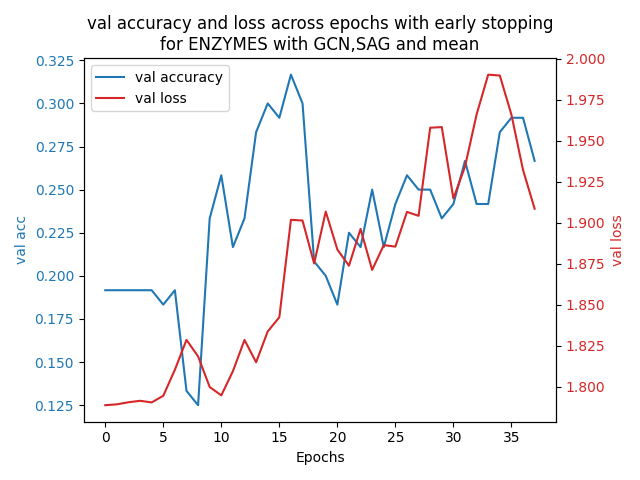 val accuracy and loss across epochs with early stopping
for ENZYMES with GCN,SAG and mean
val accuracy
val loss
0.325
0.300
0.275
0.250
0.225
0.200
0.175
0.150
0.125
val acc
2.000
1.975
1.950
1.925
1.900
1.875
1.850
1.825
1.800
val loss
0 5 10 15 20 25 30 35
Epochs